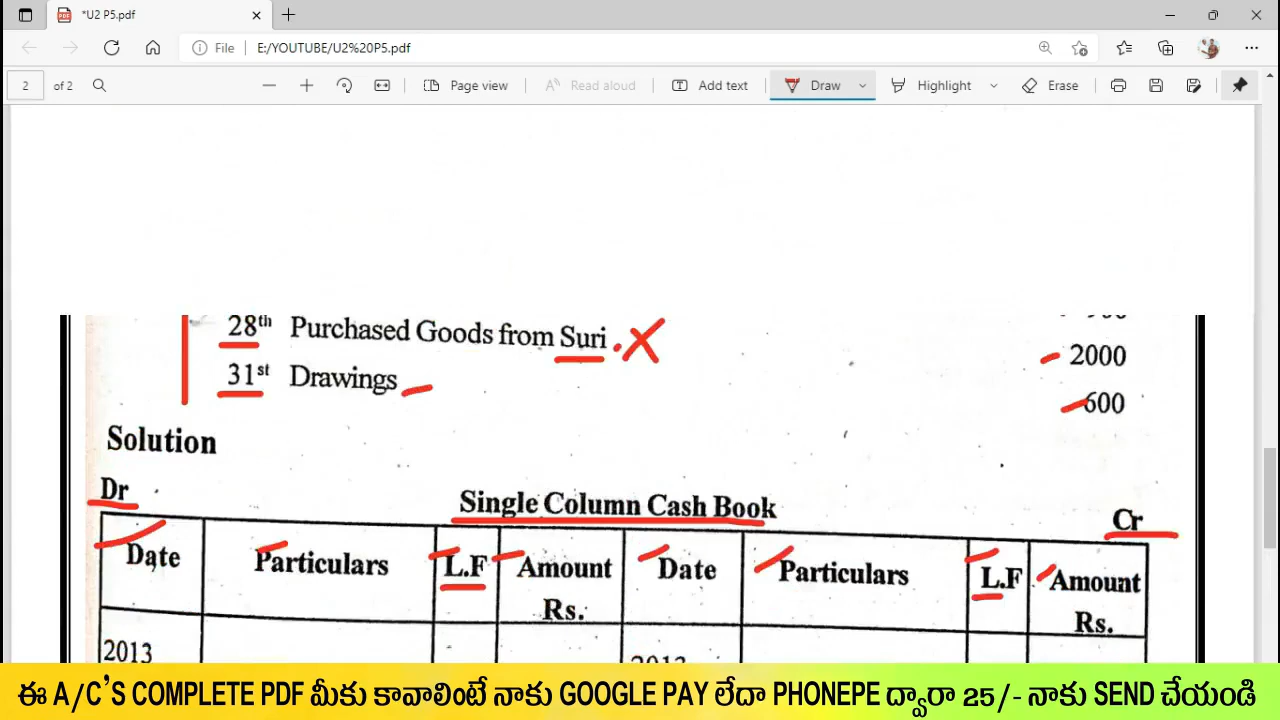 *U2 P5.pdf
File E:/YOUTUBE/U2%20P5.pdf
2 of 2 Page view Read aloud Add text Draw Highlight Erase
28th Purchased Goods from Suri. 2000
31st Drawings 600
Solution
Dr Single Column Cash Book Cr
Date Particulars L.F Amount Rs. Date Particulars L.F Amount Rs.
2013 2013
ఈ A/C'S COMPLETE PDF మీకు కావాలింటే నాకు GOOGLE PAY లేదా PHONEPE ద్వారా 25/- నాకు SEND చేయండి